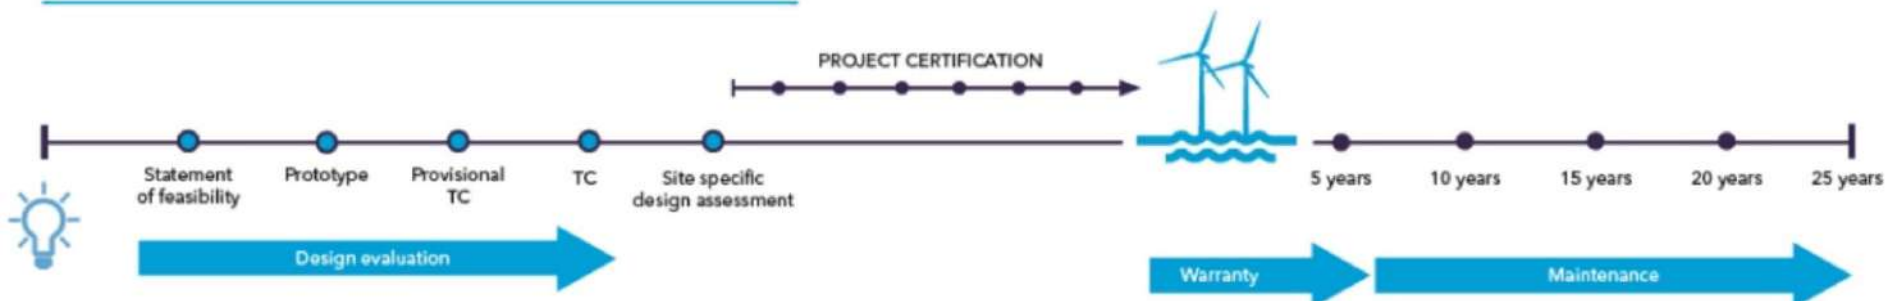 PROJECT CERTIFICATION
Statement
of feasibility
Prototype
Provisional
TC
TC
Site specific
design assessment
5 years
10 years
15 years
20 years
25 years
Design evaluation
Warranty
Maintenance